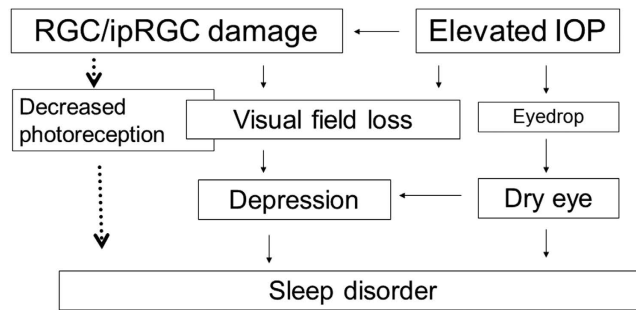 RGC/ipRGC damage
Elevated IOP
Decreased
photoreception
Visual field loss
Eyedrop
Depression
Dry eye
Sleep disorder